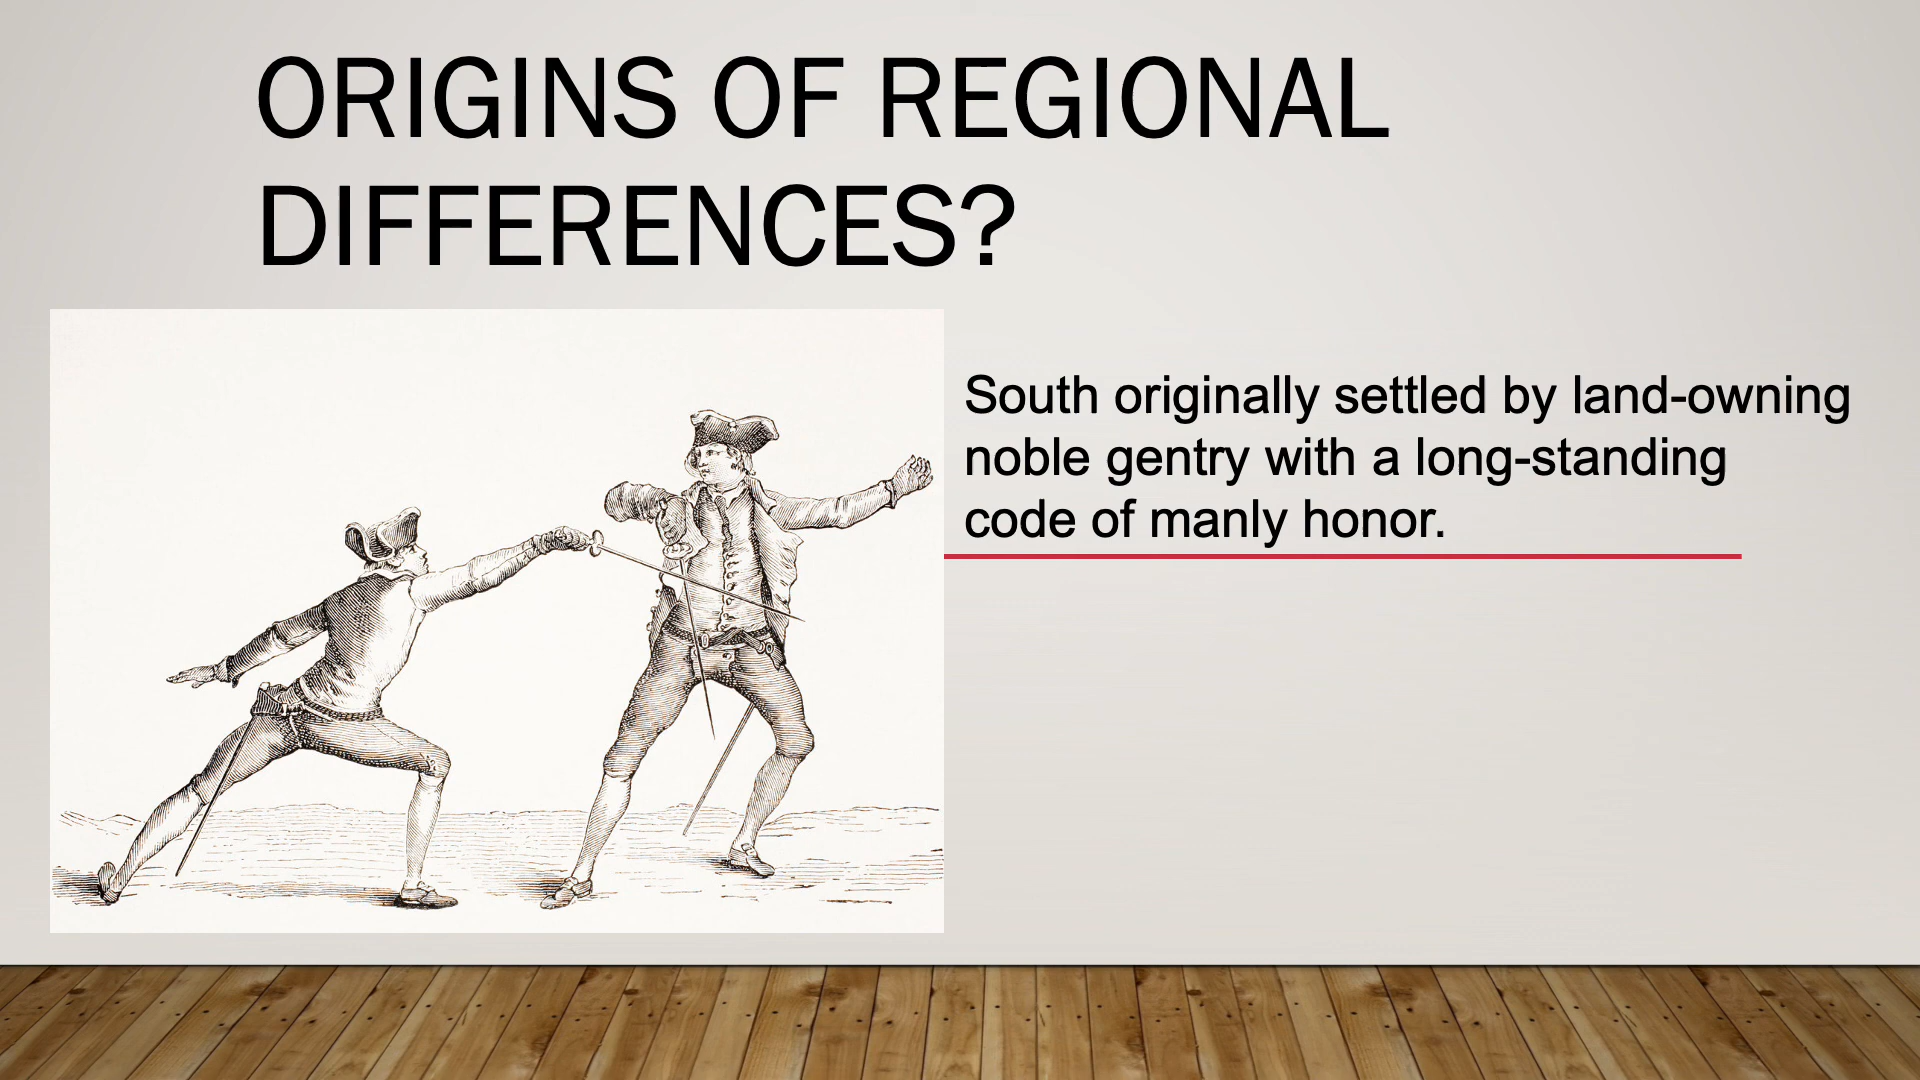 ORIGINS OF REGIONAL
DIFFERENCES?
South originally settled by land-owning
noble gentry with a long-standing
code of manly honor.